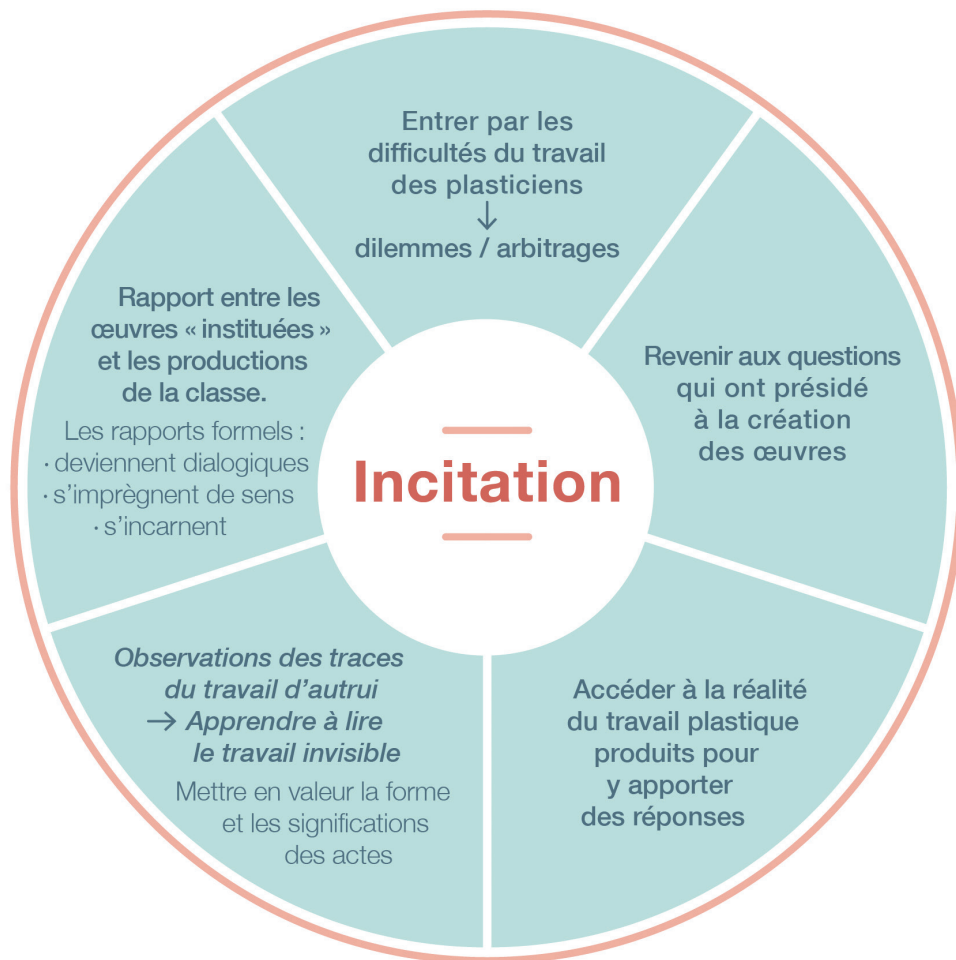 Entrer par les
difficultés du travail
des plasticiens
↓
dilemmes / arbitrages
Revenir aux questions
qui ont présidé
à la création
des œuvres
Accéder à la réalité
du travail plastique
produits pour
y apporter
des réponses
Observations des traces
du travail d’autrui
→ Apprendre à lire
le travail invisible
Mettre en valeur la forme
et les significations
des actes
Rapport entre les
œuvres « instituées »
et les productions
de la classe.
Les rapports formels :
· deviennent dialogiques
· s’imprègnent de sens
· s’incarnent
Incitation